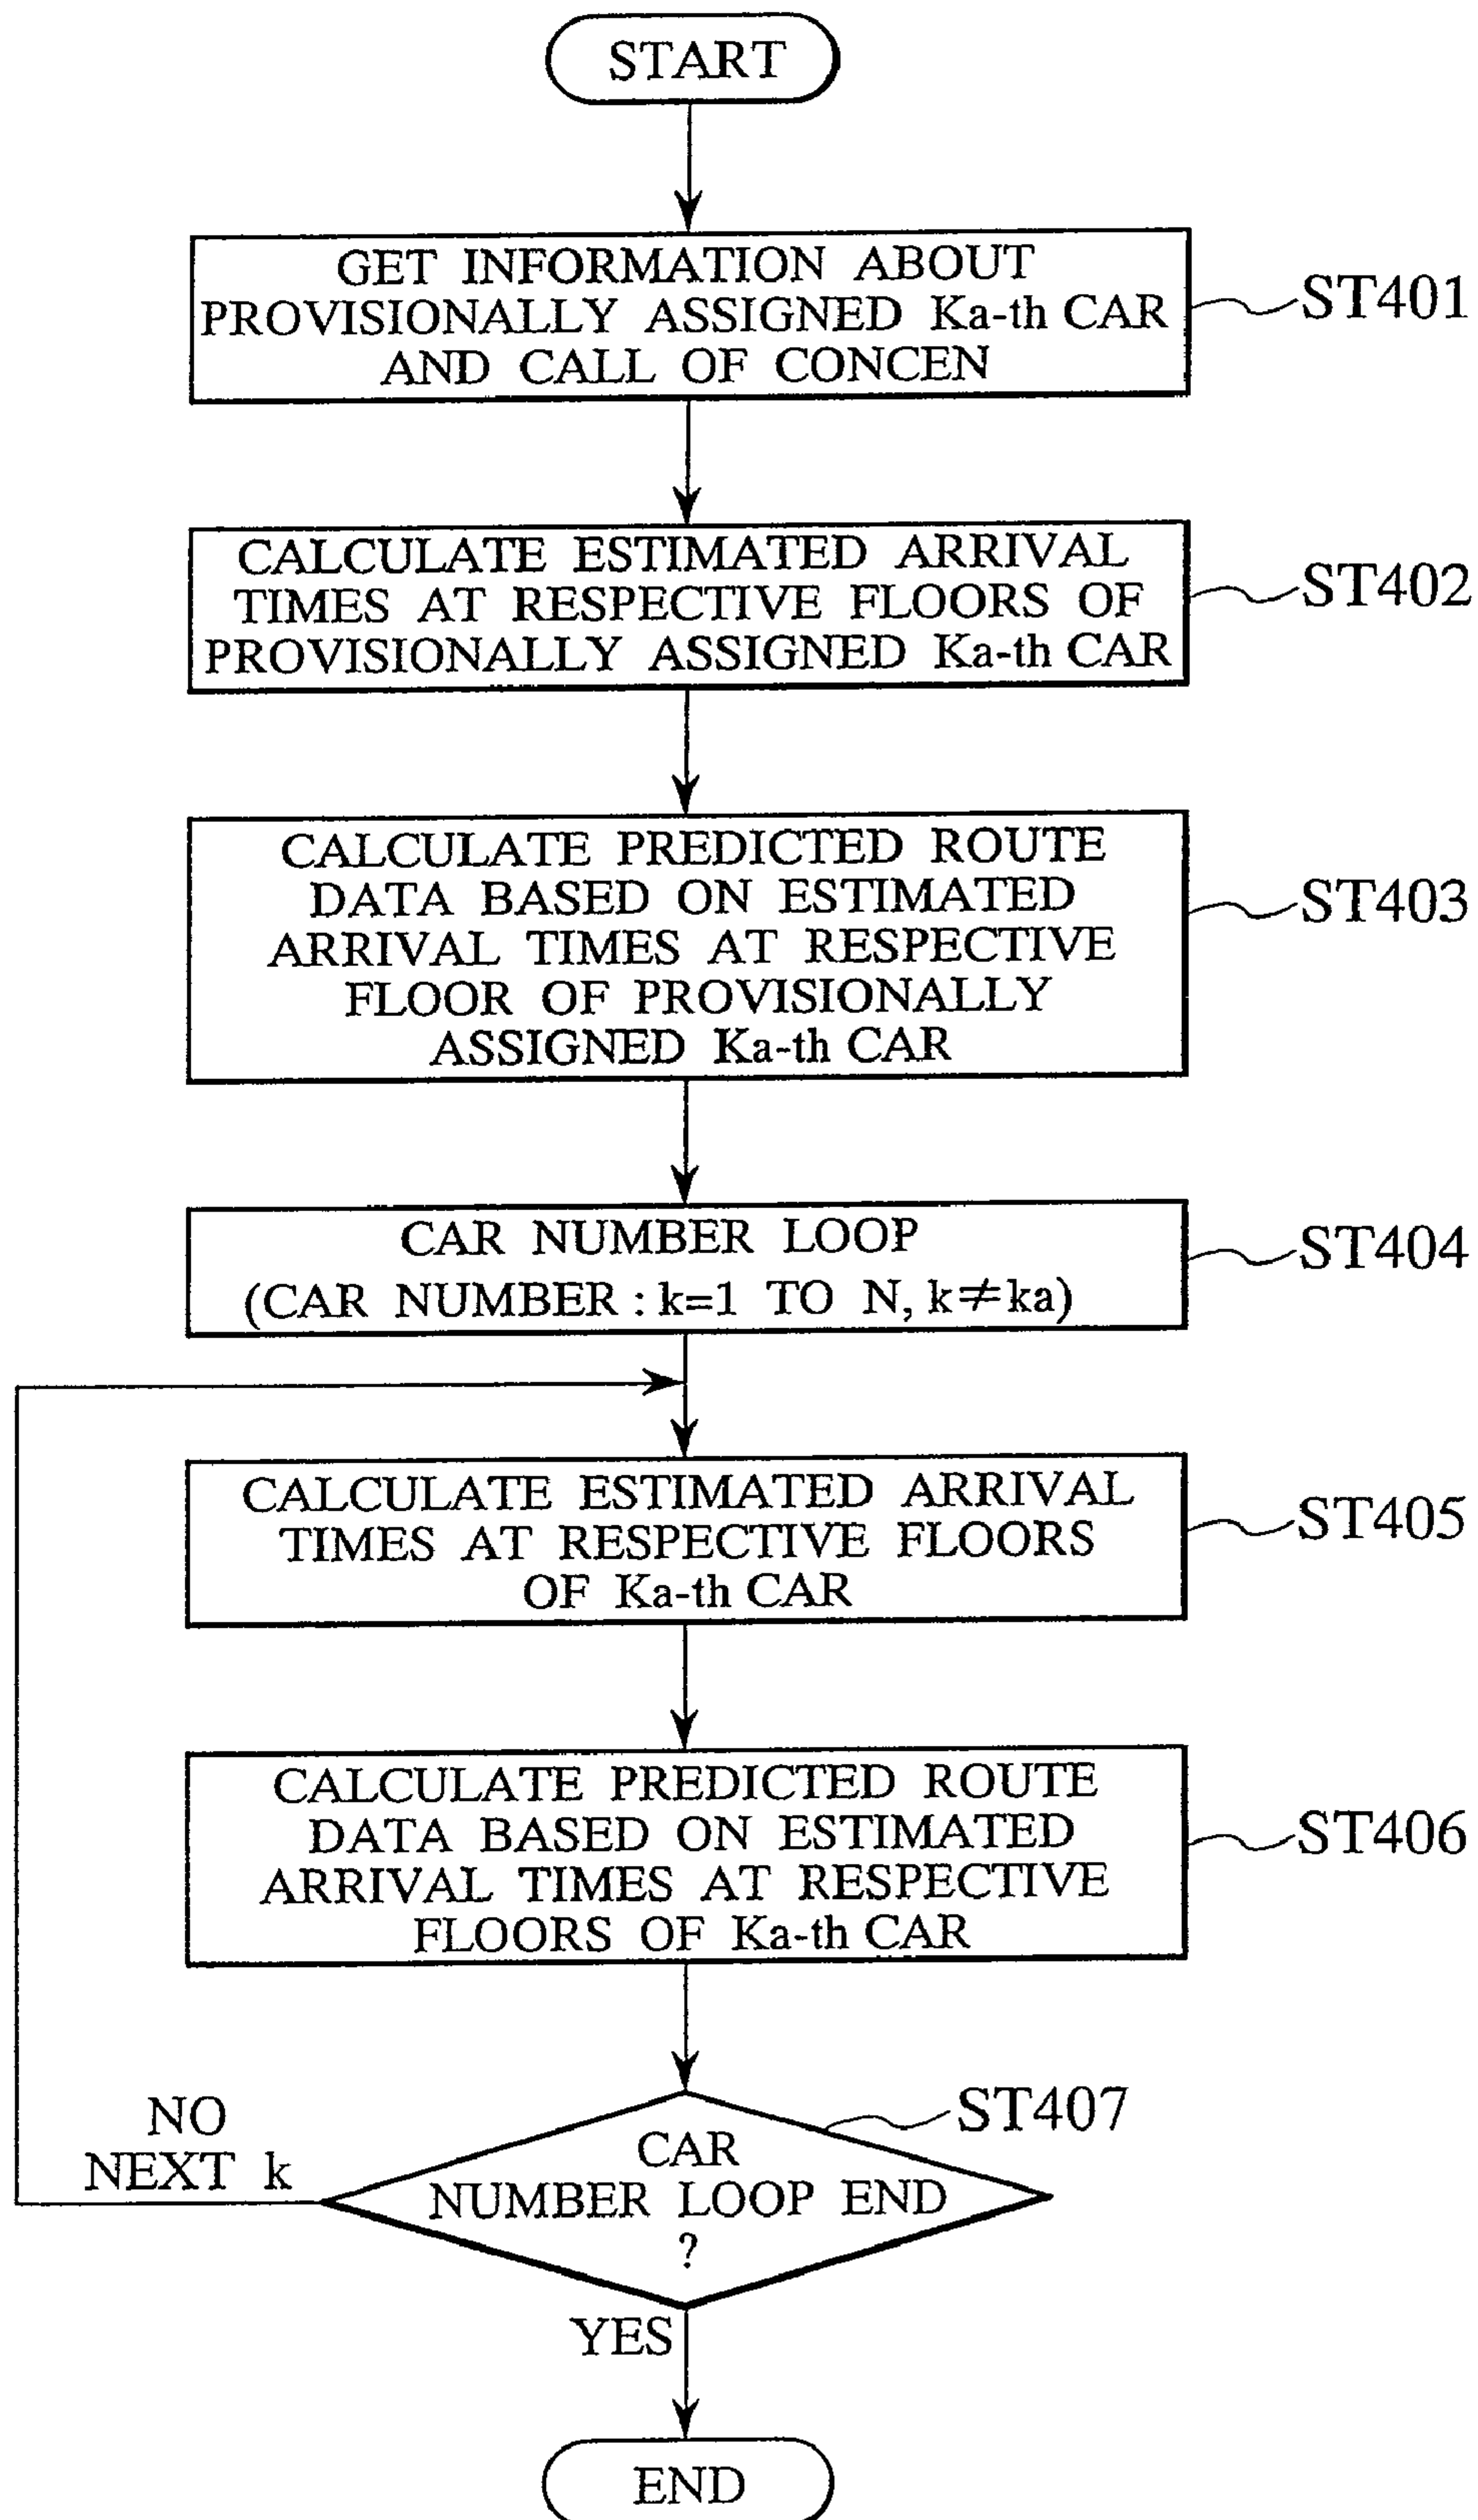 START
GET INFORMATION ABOUT
PROVISIONALLY ASSIGNED Ka-th CAR
AND CALL OF CONCEN
ST401
CALCULATE ESTIMATED ARRIVAL
TIMES AT RESPECTIVE FLOORS OF
PROVISIONALLY ASSIGNED Ka-th CAR
ST402
CALCULATE PREDICTED ROUTE
DATA BASED ON ESTIMATED
ARRIVAL TIMES AT RESPECTIVE
FLOOR OF PROVISIONALLY
ASSIGNED Ka-th CAR
ST403
CAR NUMBER LOOP
(CAR NUMBER : k=1 TO N, k≠ka)
ST404
CALCULATE ESTIMATED ARRIVAL
TIMES AT RESPECTIVE FLOORS
OF Ka-th CAR
ST405
CALCULATE PREDICTED ROUTE
DATA BASED ON ESTIMATED
ARRIVAL TIMES AT RESPECTIVE
FLOORS OF Ka-th CAR
ST406
CAR
NUMBER LOOP END
?
ST407
NO
NEXT k
YES
END